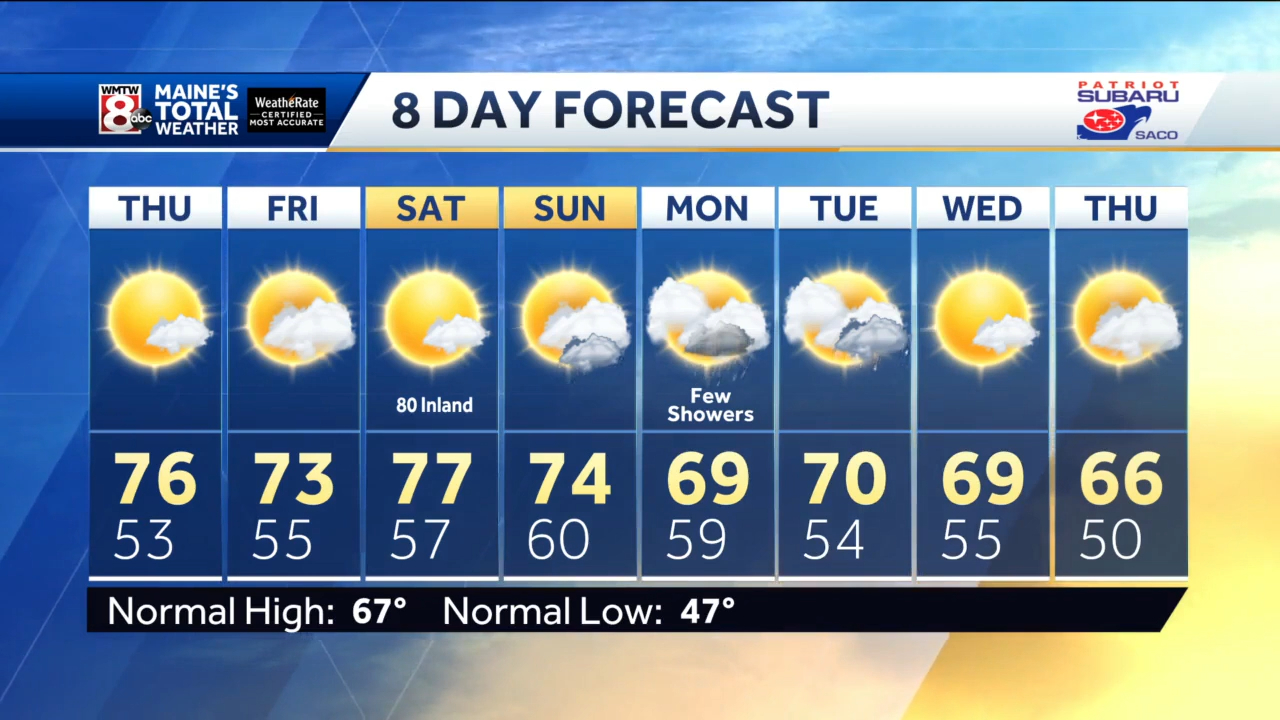 WMTW
8
abc
MAINE'S
TOTAL
WEATHER
WeatheRate
CERTIFIED
MOST ACCURATE
8 DAY FORECAST
PATRIOT
SUBARU
SACO
THU FRI SAT SUN MON TUE WED THU
80 Inland
Few
Showers
76 73 77 74 69 70 69 66
53 55 57 60 59 54 55 50
Normal High: 67° Normal Low: 47°